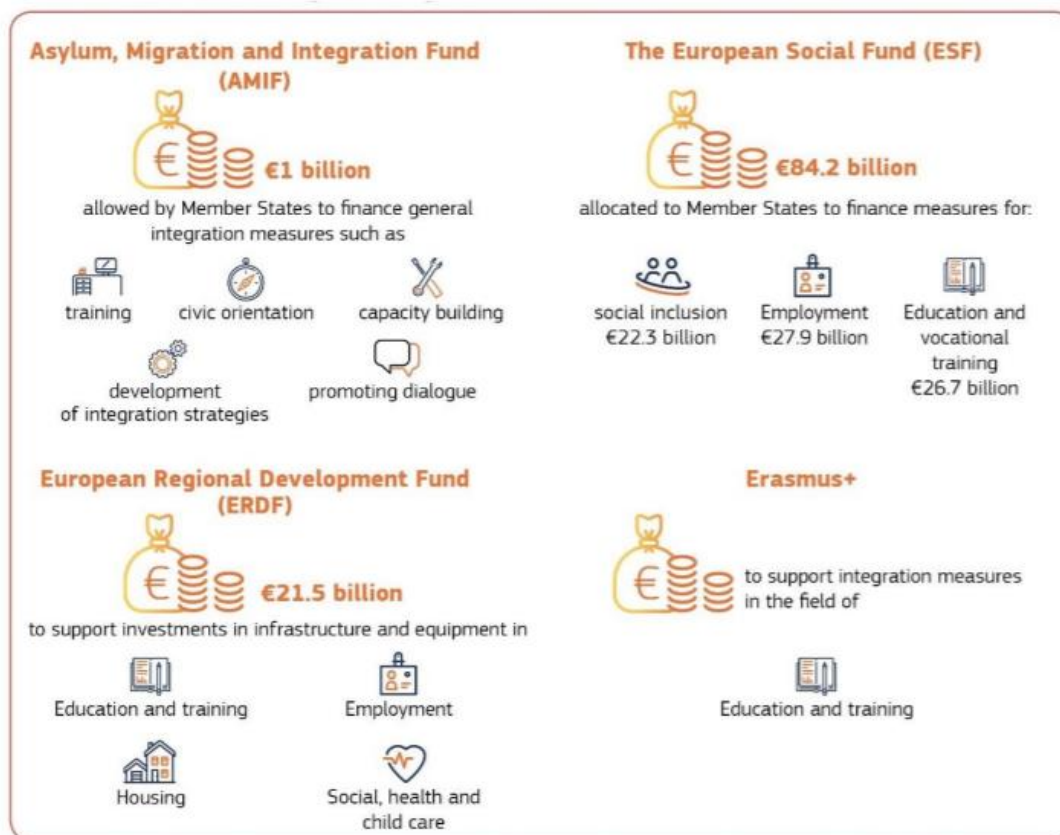 Asylum, Migration and Integration Fund
(AMIF)
€1 billion
allowed by Member States to finance general
integration measures such as
training
civic orientation
capacity building
development
of integration strategies
promoting dialogue
The European Social Fund (ESF)
€84.2 billion
allocated to Member States to finance measures for:
social inclusion
€22.3 billion
Employment
€27.9 billion
Education and
vocational
training
€26.7 billion
European Regional Development Fund
(ERDF)
€21.5 billion
to support investments in infrastructure and equipment in
Education and training
Employment
Housing
Social, health and
child care
Erasmus+
to support integration measures
in the field of
Education and training